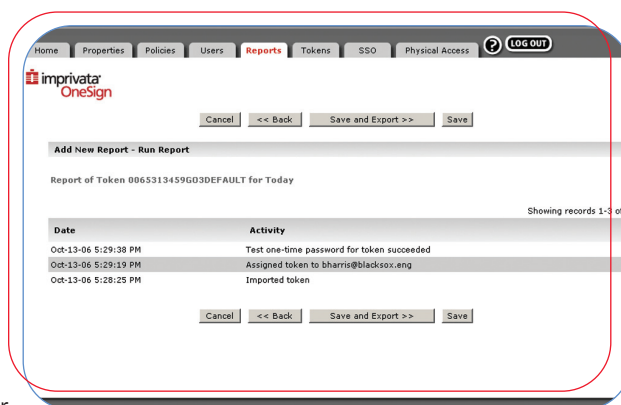 Home Properties Policies Users Reports Tokens SSO Physical Access ? LOG OUT
imprivata
OneSign
Cancel << Back Save and Export >> Save
Add New Report - Run Report
Report of Token 0065313459GO3DEFAULT for Today
Showing records 1-3 of
Date Activity
Oct-13-06 5:29:38 PM Test one-time password for token succeeded
Oct-13-06 5:29:19 PM Assigned token to bharris@blacksox.eng
Oct-13-06 5:28:25 PM Imported token
Cancel << Back Save and Export >> Save